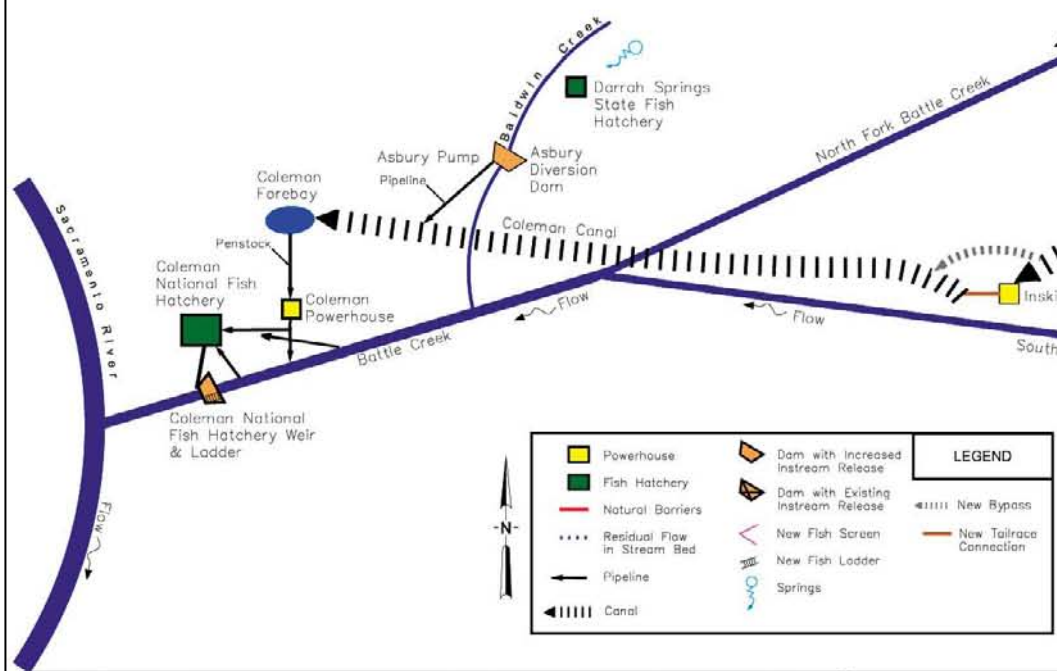 Baldwin Creek
Darrah Springs
State Fish
Hatchery
North Fork Battle Creek
Asbury Pump
Pipeline
Asbury
Diversion
Dam
Coleman
Forebay
Coleman Canal
Sacramento River
Penstock
Coleman
National Fish
Hatchery
Coleman
Powerhouse
Flow
Flow
Inski
South
Battle Creek
Coleman National
Fish Hatchery Weir
& Ladder
Flow
-N-
LEGEND
Powerhouse
Fish Hatchery
Natural Barriers
Residual Flow
in Stream Bed
Pipeline
Canal
Dam with Increased
Instream Release
Dam with Existing
Instream Release
New Fish Screen
New Fish Ladder
Springs
New Bypass
New Tailrace
Connection